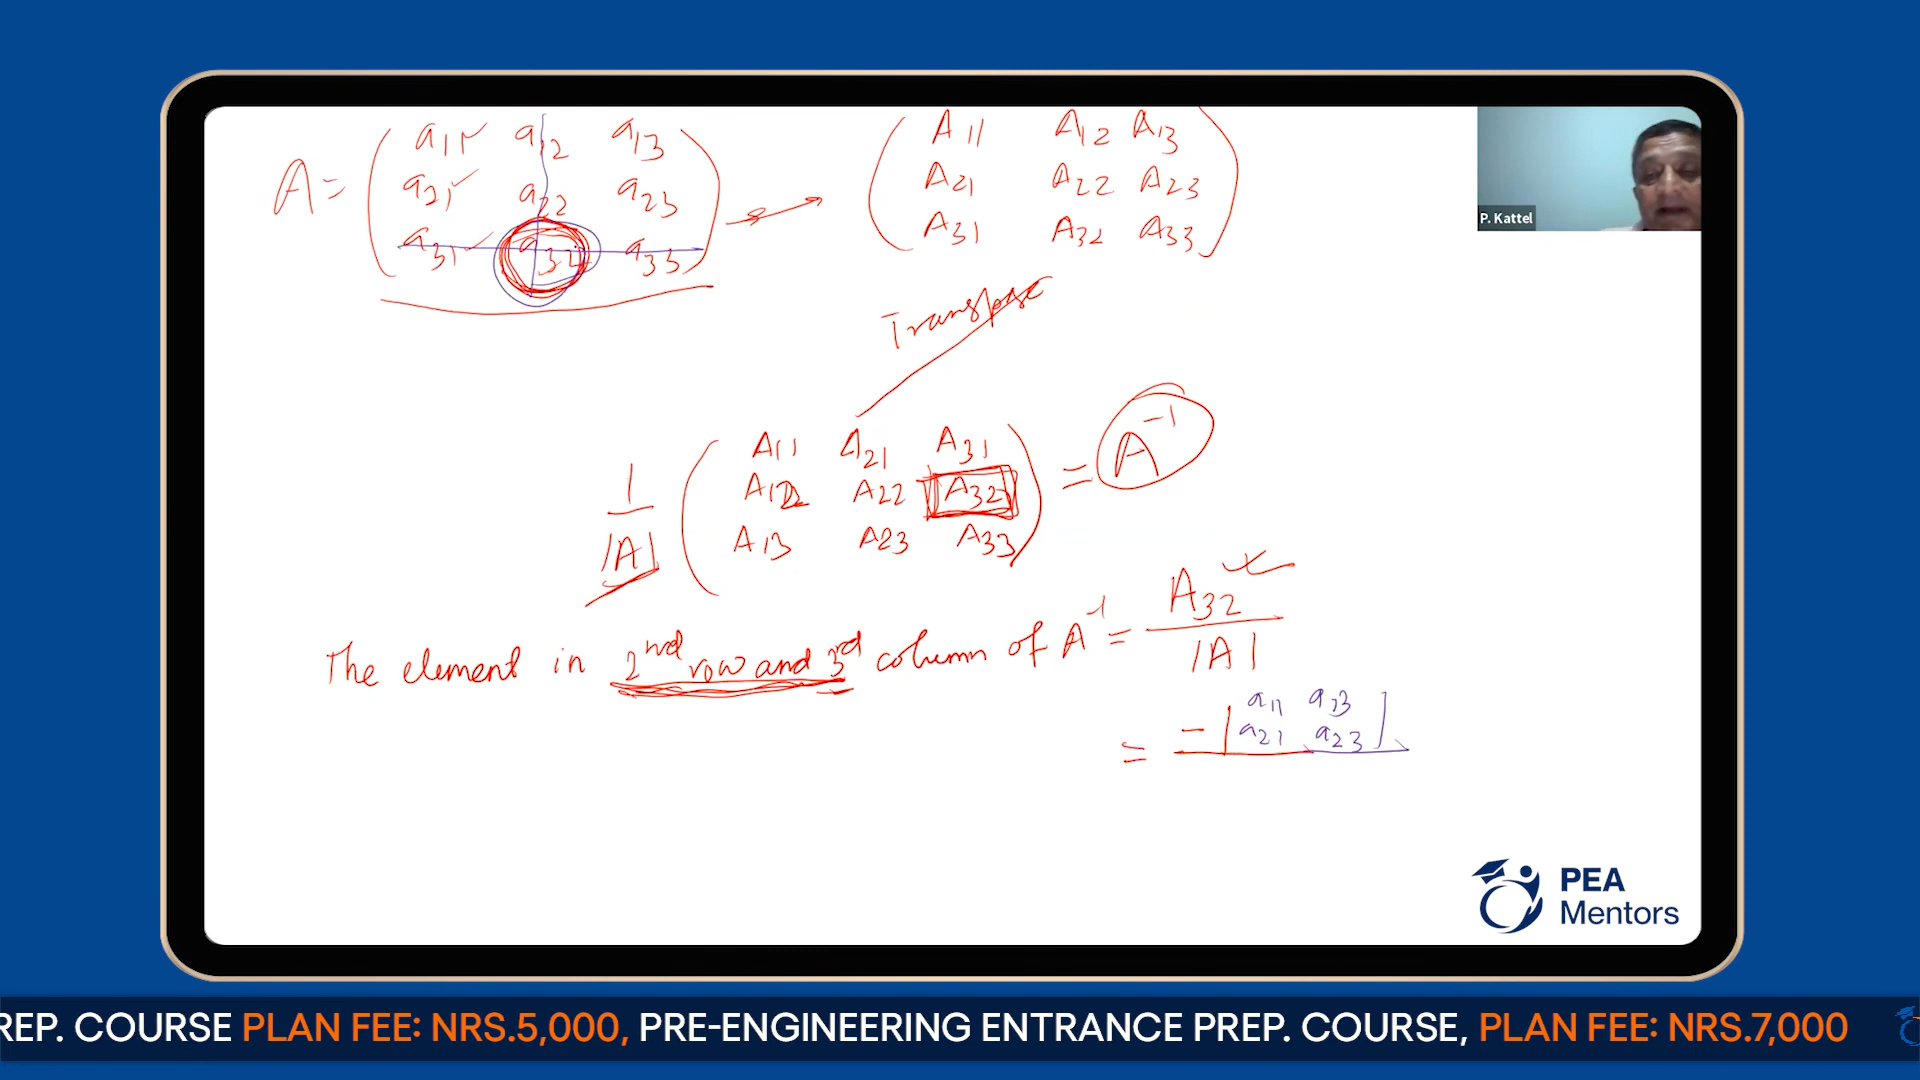 A = ( a11 a12 a13
a21 a22 a23
a31 a32 a33 )
( A11 A12 A13
A21 A22 A23
A31 A32 A33 )
P. Kattel
Transpose
1/|A| ( A11 A21 A31
A12 A22 A32
A13 A23 A33 ) = A⁻¹
The element in 2nd row and 3rd column of A⁻¹ = A32/|A|
= -| a11 a13
a21 a23 |
PEA
Mentors
REP. COURSE PLAN FEE: NRS.5,000, PRE-ENGINEERING ENTRANCE PREP. COURSE, PLAN FEE: NRS.7,000